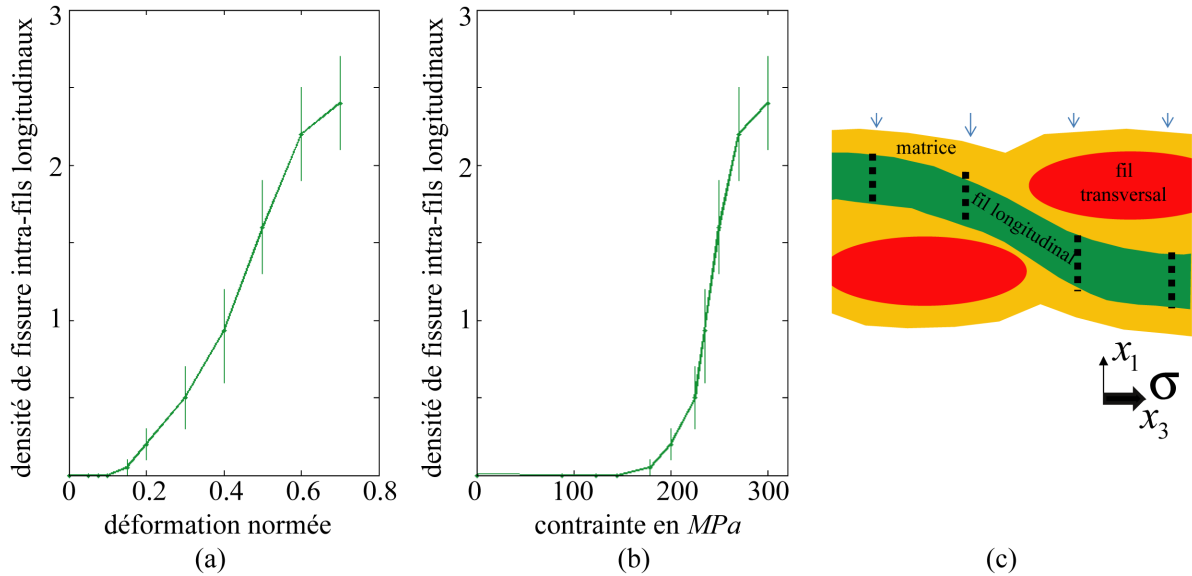 densité de fissure intra-fils longitudinaux
3
2
1
0
0.2
0.4
0.6
0.8
déformation normée
(a)
densité de fissure intra-fils longitudinaux
3
2
1
0
100
200
300
contrainte en MPa
(b)
matrice
fil
transversal
fil longitudinal
x1
σ
x3
(c)